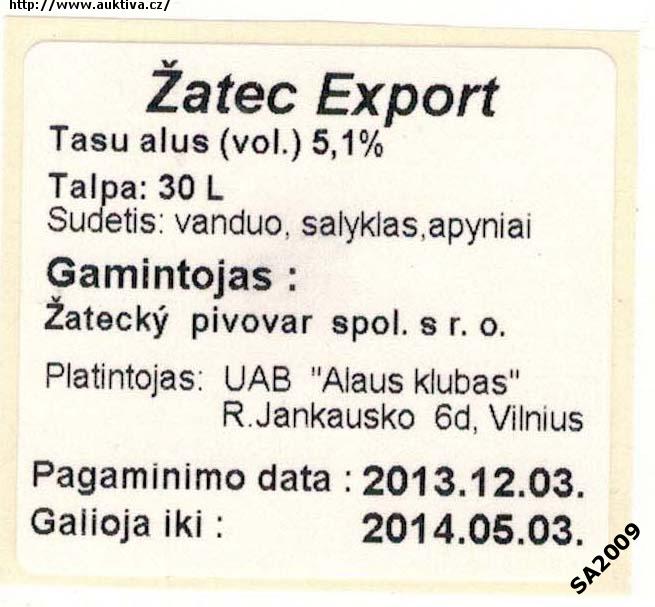 http://www.auktiva.cz/
Žatec Export
Tasu alus (vol.) 5,1%
Talpa: 30 L
Sudetis: vanduo, salyklas,apyniai
Gamintojas :
Žatecký pivovar spol. s r. o.
Platintojas: UAB "Alaus klubas"
R.Jankausko 6d, Vilnius
Pagaminimo data : 2013.12.03.
Galioja iki : 2014.05.03.
SA2009